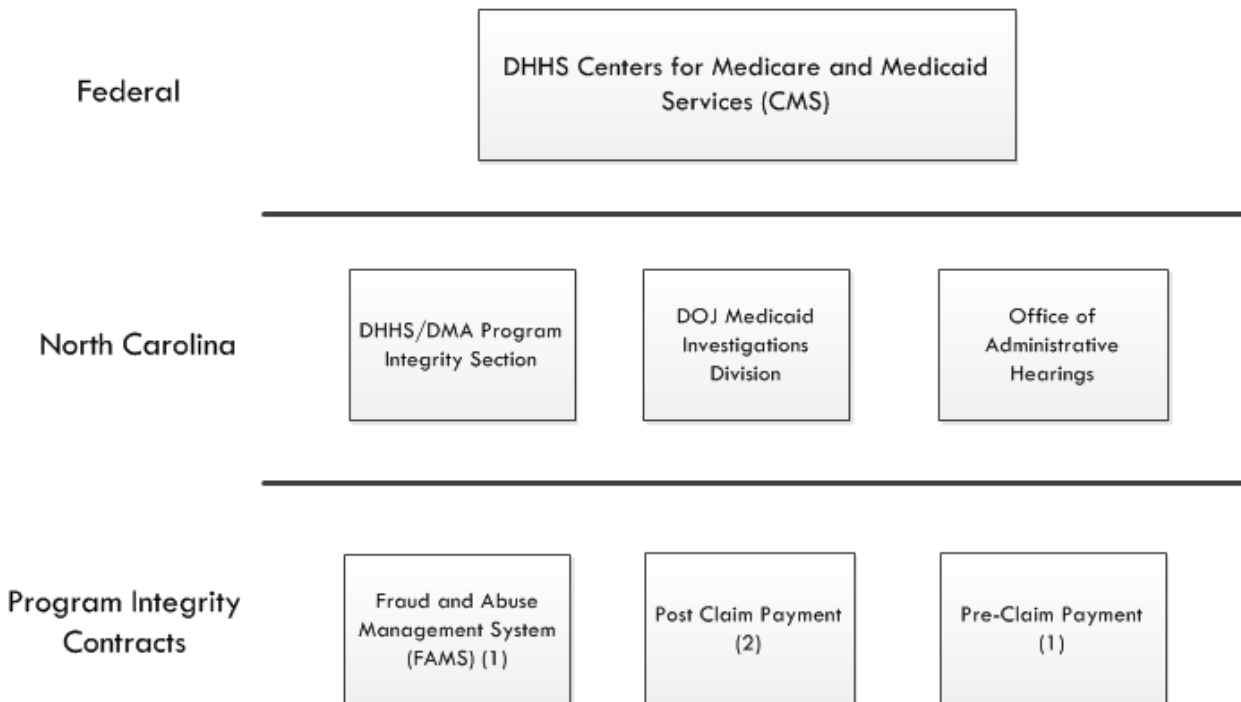 Federal
DHHS Centers for Medicare and Medicaid
Services (CMS)
North Carolina
DHHS/DMA Program
Integrity Section
DOJ Medicaid
Investigations
Division
Office of
Administrative
Hearings
Program Integrity
Contracts
Fraud and Abuse
Management System
(FAMS) (1)
Post Claim Payment
(2)
Pre-Claim Payment
(1)